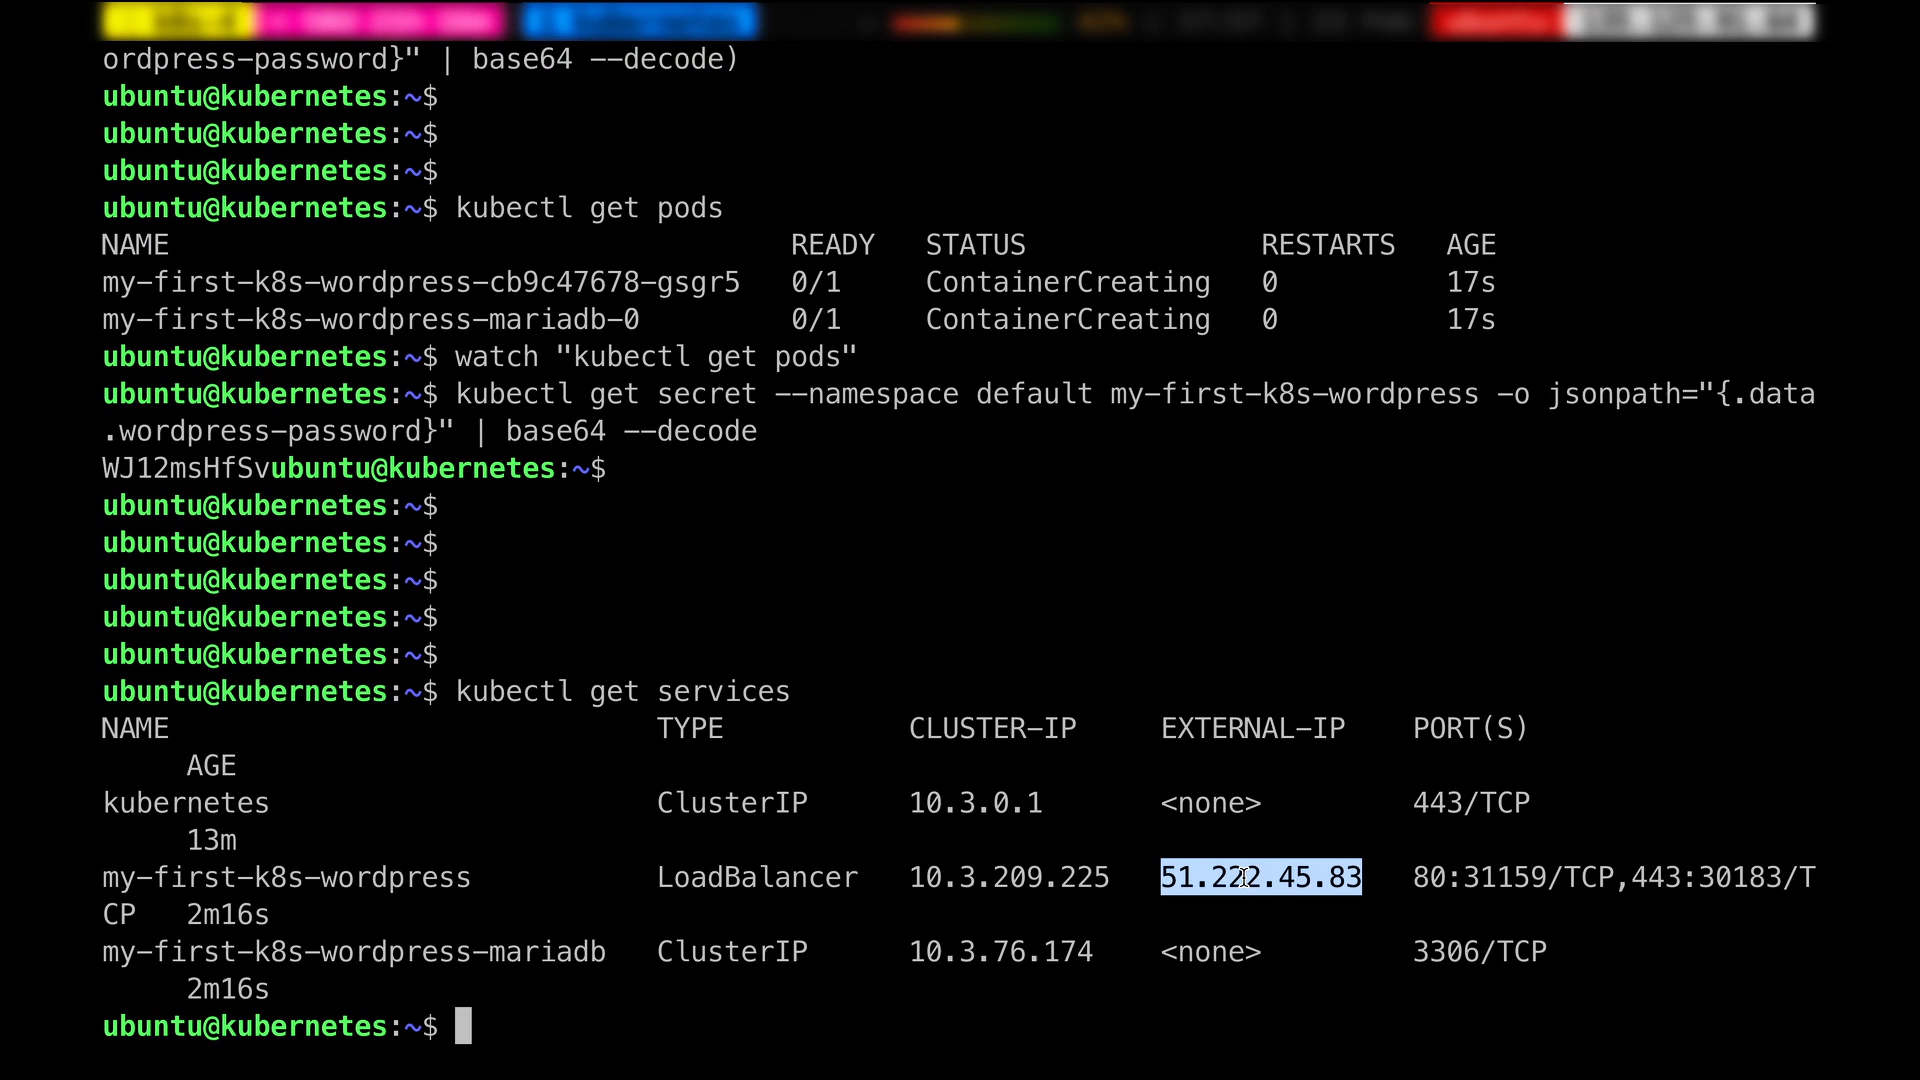 ordpress-password}" | base64 --decode)
ubuntu@kubernetes:~$
ubuntu@kubernetes:~$
ubuntu@kubernetes:~$
ubuntu@kubernetes:~$ kubectl get pods
NAME READY STATUS RESTARTS AGE
my-first-k8s-wordpress-cb9c47678-gsgr5 0/1 ContainerCreating 0 17s
my-first-k8s-wordpress-mariadb-0 0/1 ContainerCreating 0 17s
ubuntu@kubernetes:~$ watch "kubectl get pods"
ubuntu@kubernetes:~$ kubectl get secret --namespace default my-first-k8s-wordpress -o jsonpath="{.data
.wordpress-password}" | base64 --decode
WJ12msHfSvubuntu@kubernetes:~$
ubuntu@kubernetes:~$
ubuntu@kubernetes:~$
ubuntu@kubernetes:~$
ubuntu@kubernetes:~$
ubuntu@kubernetes:~$
ubuntu@kubernetes:~$ kubectl get services
NAME TYPE CLUSTER-IP EXTERNAL-IP PORT(S)
AGE
kubernetes ClusterIP 10.3.0.1 <none> 443/TCP
13m
my-first-k8s-wordpress LoadBalancer 10.3.209.225 51.222.45.83 80:31159/TCP,443:30183/T
CP 2m16s
my-first-k8s-wordpress-mariadb ClusterIP 10.3.76.174 <none> 3306/TCP
2m16s
ubuntu@kubernetes:~$